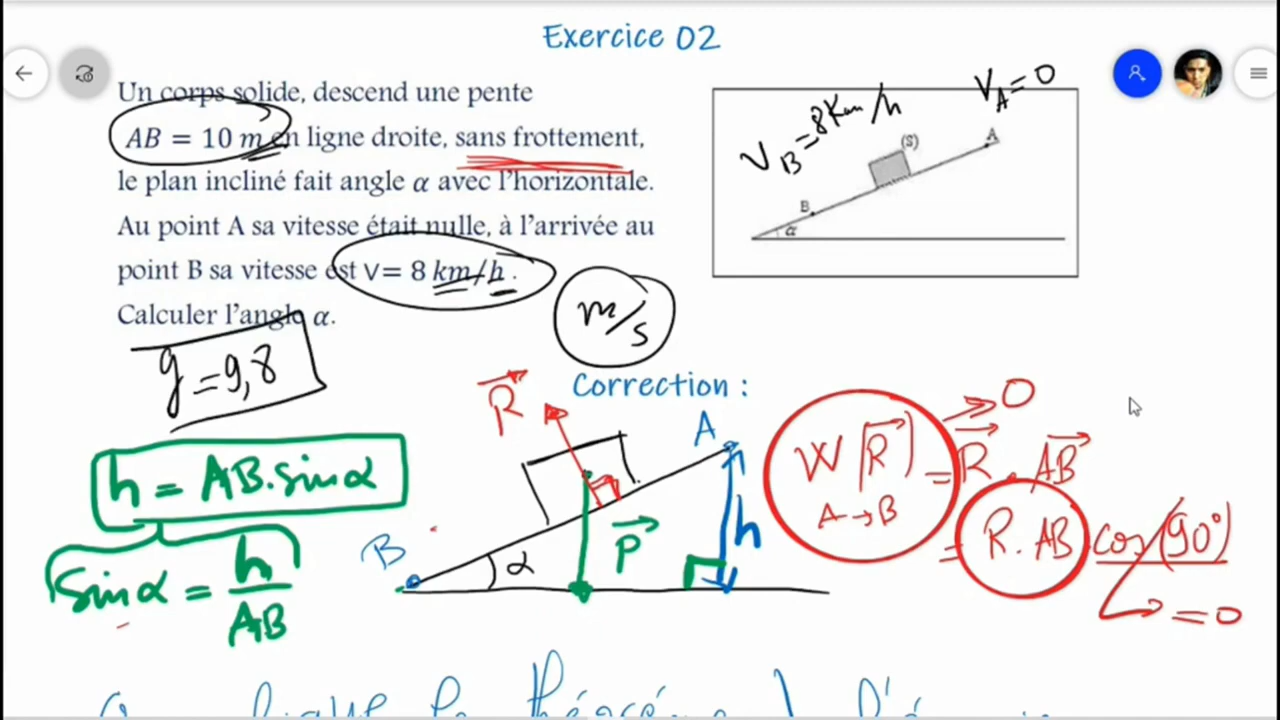 Exercice 02
Un corps solide, descend une pente
AB = 10 m en ligne droite, sans frottement,
le plan incliné fait angle α avec l'horizontale.
Au point A sa vitesse était nulle, à l'arrivée au
point B sa vitesse est V= 8 km/h .
Calculer l'angle α.
g = 9,8
m/s
V_B = 8 Km/h
V_A = 0
(S)
A
B
α
Correction :
h = AB.sinα
sinα = h/AB
R⃗
A
B
α
P⃗
h
W(R⃗) = R⃗ . AB⃗ → 0
A→B
= R. AB cos(90°)
= 0